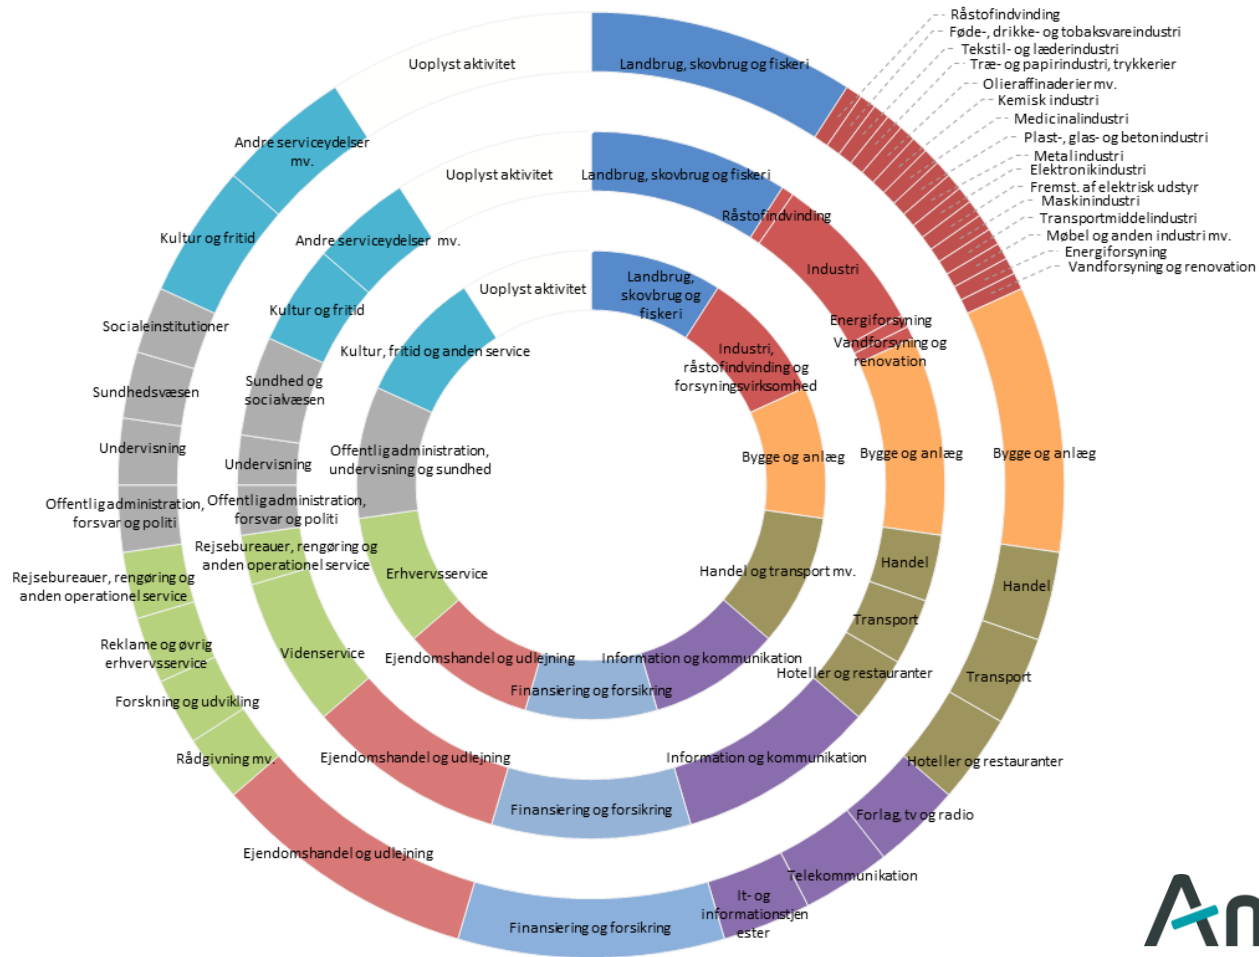 Råstofindvinding
Føde-, drikke- og tobaksvareindustri
Tekstil- og læderindustri
Træ- og papirindustri, trykkerier
Olieraffinaderier mv.
Kemisk industri
Medicinalindustri
Plast-, glas- og betonindustri
Metalindustri
Elektronikindustri
Fremst. af elektrisk udstyr
Maskinindustri
Transportmiddelindustri
Møbel og anden industri mv.
Energiforsyning
Vandforsyning og renovation
Uoplyst aktivitet
Landbrug, skovbrug og fiskeri
Andre serviceydelser
mv.
Kultur og fritid
Socialeinstitutioner
Sundhedsvæsen
Undervisning
Offentlig administration,
forsvar og politi
Rejsebureauer, rengøring og
anden operationel service
Reklame og øvrig
erhvervsservice
Forskning og udvikling
Rådgivning mv.
Ejendomshandel og udlejning
Finansiering og forsikring
It- og
informationstjen
ester
Telekommunikation
Forlag, tv og radio
Hoteller og restauranter
Transport
Handel
Bygge og anlæg
Uoplyst aktivitet
Landbrug, skovbrug og fiskeri
Råstofindvinding
Industri
Energiforsyning
Vandforsyning og
renovation
Bygge og anlæg
Handel
Transport
Hoteller og restauranter
Information og kommunikation
Finansiering og forsikring
Ejendomshandel og udlejning
Videnservice
Rejsebureauer, rengøring og
anden operationel service
Offentlig administration,
forsvar og politi
Undervisning
Sundhed og
socialvæsen
Kultur og fritid
Andre serviceydelser mv.
Uoplyst aktivitet
Landbrug,
skovbrug og
fiskeri
Industri,
råstofindvinding og
forsyningsvirksomhed
Bygge og anlæg
Handel og transport mv.
Information og kommunikation
Finansiering og forsikring
Ejendomshandel og udlejning
Erhvervsservice
Offentlig administration,
undervisning og sundhed
Kultur, fritid og anden service
An